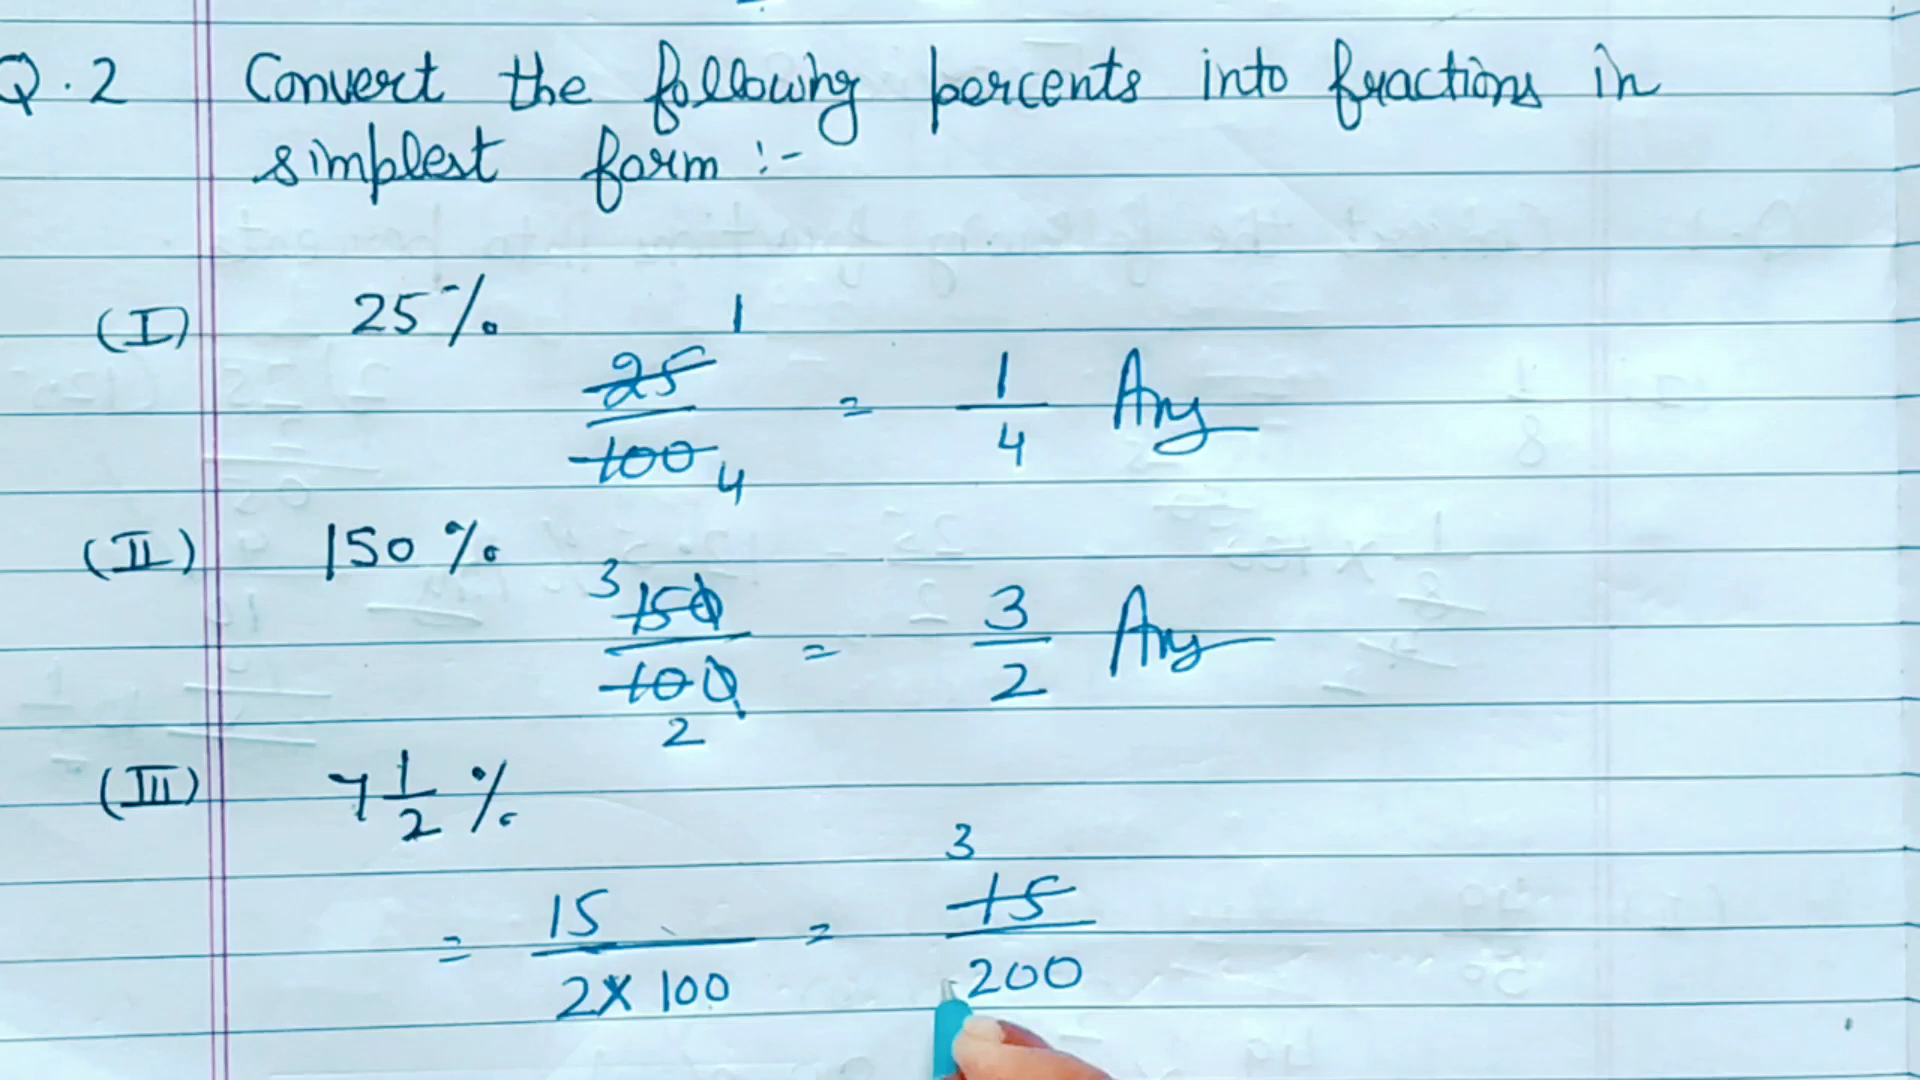 Q.2 Convert the following percents into fractions in
simplest form :-
(I) 25%
1
25
100 4
= 1/4 Ans
(II) 150%
3
150
100
2
= 3/2 Ans
(III) 7 1/2 %
= 15 / 2×100 = 15 / 200
3